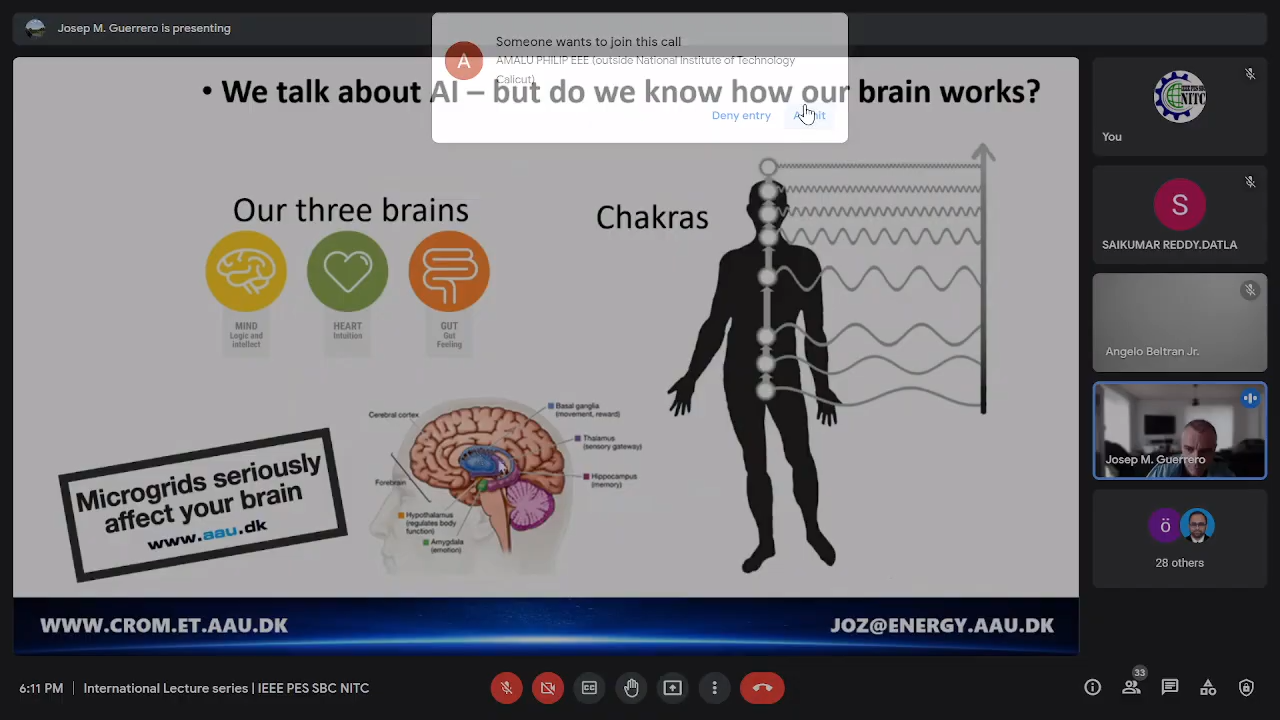 Josep M. Guerrero is presenting
Someone wants to join this call
A
AMALU PHILIP EEE (outside National Institute of Technology
Calicut)
Deny entry
• We talk about AI – but do we know how our brain works?
Our three brains
Chakras
MIND
Logic and
intellect
HEART
Intuition
GUT
Gut
Feeling
Cerebral cortex
Forebrain
Basal ganglia
(movement, reward)
Thalamus
(sensory gateway)
Hippocampus
(memory)
Hypothalamus
(regulates body
function)
Amygdala
(emotion)
Microgrids seriously
affect your brain
www.aau.dk
WWW.CROM.ET.AAU.DK
JOZ@ENERGY.AAU.DK
NITC
You
S
SAIKUMAR REDDY.DATLA
Angelo Beltran Jr.
Josep M. Guerrero
ö
28 others
6:11 PM | International Lecture series | IEEE PES SBC NITC
CC
33